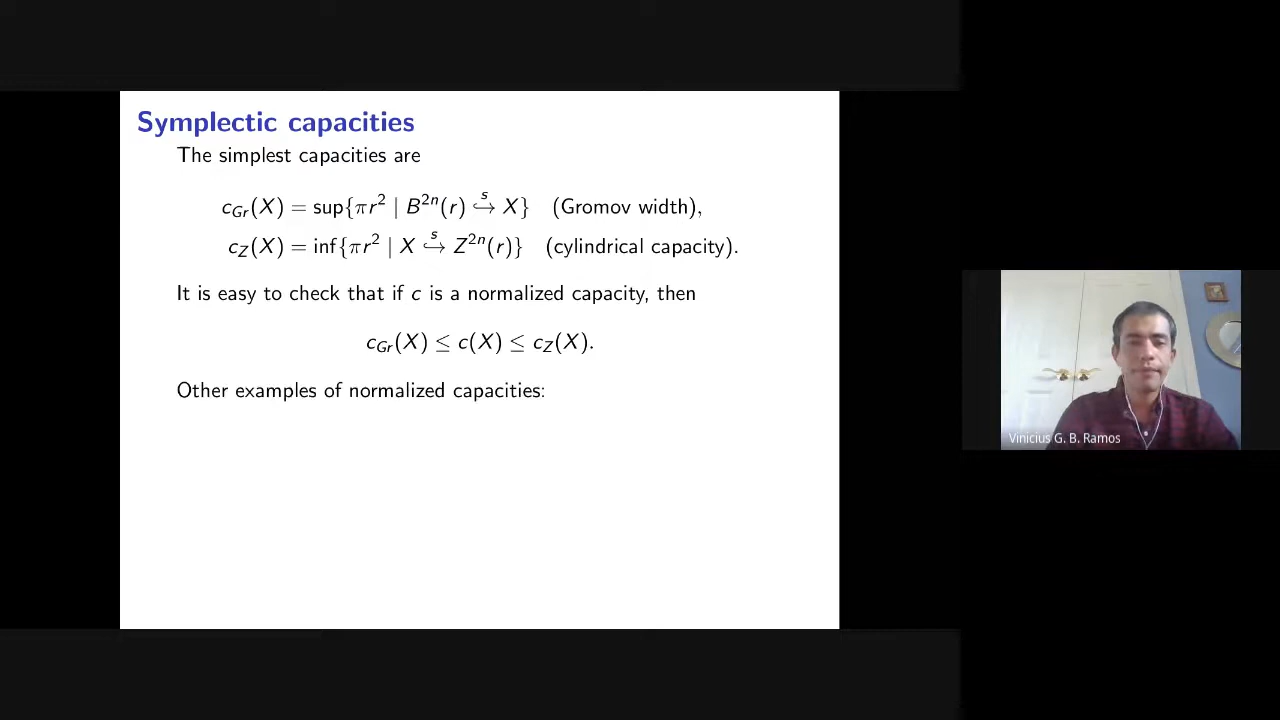 Symplectic capacities
The simplest capacities are
c_{Gr}(X) = sup{πr² | B^{2n}(r) \overset{s}{↪} X} (Gromov width),
c_Z(X) = inf{πr² | X \overset{s}{↪} Z^{2n}(r)} (cylindrical capacity).
It is easy to check that if c is a normalized capacity, then
c_{Gr}(X) ≤ c(X) ≤ c_Z(X).
Other examples of normalized capacities:
Vinicius G. B. Ramos